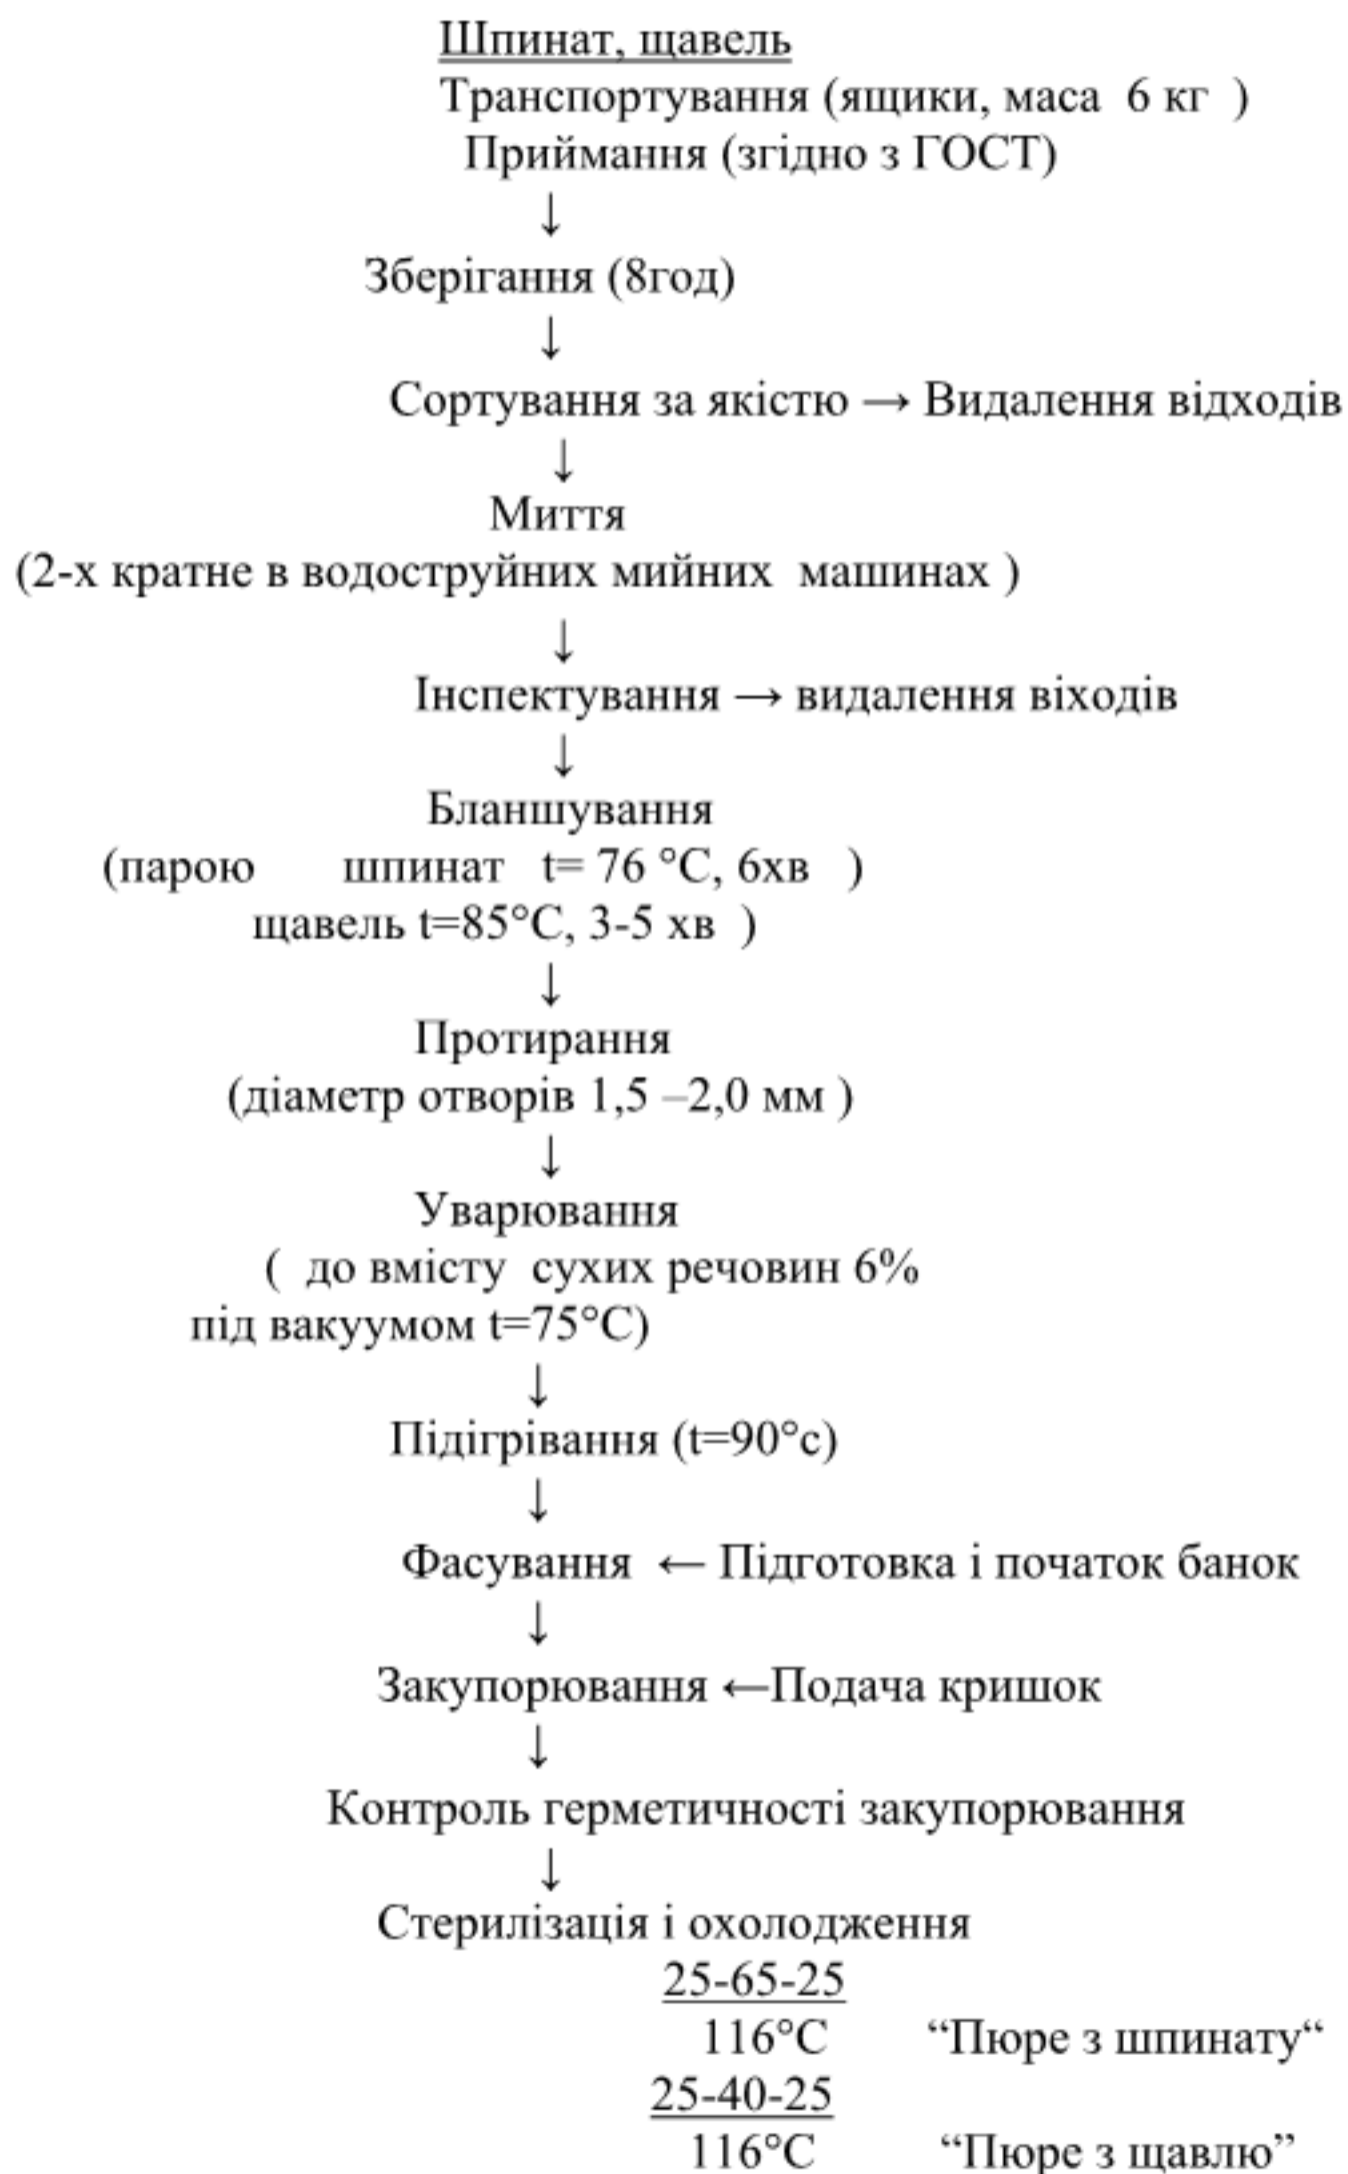 Шпинат, щавель
Транспортування (ящики, маса 6 кг )
Приймання (згідно з ГОСТ)
↓
Зберігання (8год)
↓
Сортування за якістю → Видалення відходів
↓
Миття
(2-х кратне в водоструйних мийних машинах )
↓
Інспектування → видалення віходів
↓
Бланшування
(парою шпинат t= 76 °С, 6хв )
щавель t=85°С, 3-5 хв )
↓
Протирання
(діаметр отворів 1,5 –2,0 мм )
↓
Уварювання
( до вмісту сухих речовин 6%
під вакуумом t=75°С)
↓
Підігрівання (t=90°с)
↓
Фасування ← Підготовка і початок банок
↓
Закупорювання ←Подача кришок
↓
Контроль герметичності закупорювання
↓
Стерилізація і охолодження
25-65-25
116°С “Пюре з шпинату“
25-40-25
116°С “Пюре з щавлю”